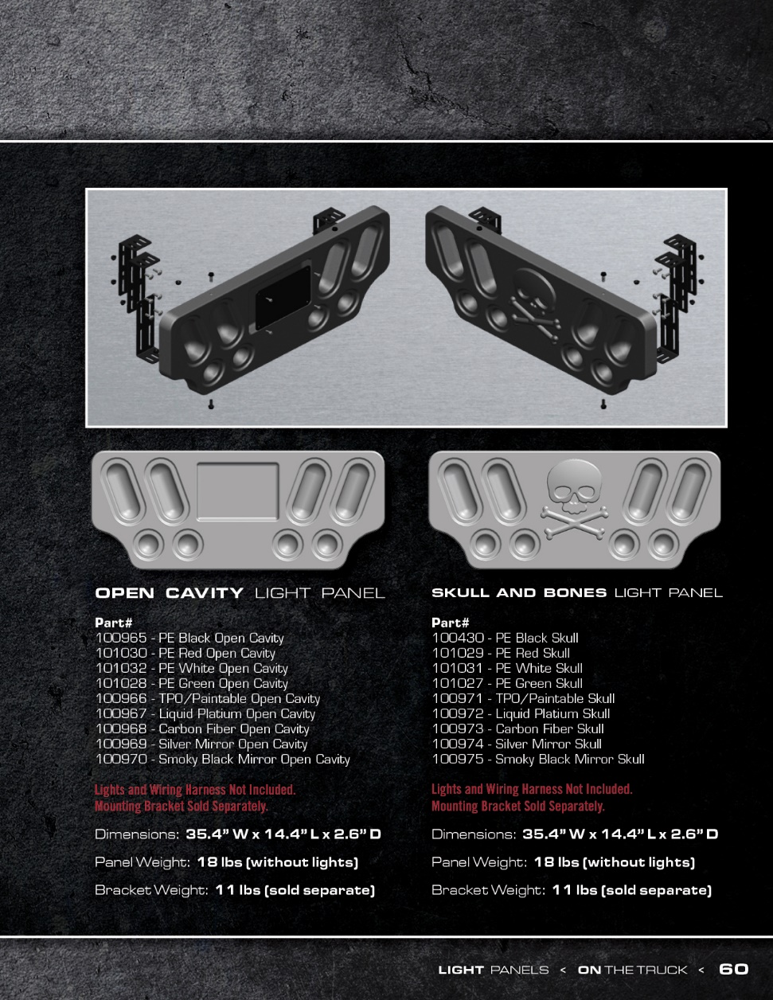 OPEN CAVITY LIGHT PANEL
Part#
100965 - PE Black Open Cavity
101030 - PE Red Open Cavity
101032 - PE White Open Cavity
101028 - PE Green Open Cavity
100966 - TPO/Paintable Open Cavity
100967 - Liquid Platium Open Cavity
100968 - Carbon Fiber Open Cavity
100969 - Silver Mirror Open Cavity
100970 - Smoky Black Mirror Open Cavity
Lights and Wiring Harness Not Included.
Mounting Bracket Sold Separately.
Dimensions: 35.4” W x 14.4” L x 2.6” D
Panel Weight: 18 lbs (without lights)
Bracket Weight: 11 lbs (sold separate)
SKULL AND BONES LIGHT PANEL
Part#
100430 - PE Black Skull
101029 - PE Red Skull
101031 - PE White Skull
101027 - PE Green Skull
100971 - TPO/Paintable Skull
100972 - Liquid Platium Skull
100973 - Carbon Fiber Skull
100974 - Silver Mirror Skull
100975 - Smoky Black Mirror Skull
Lights and Wiring Harness Not Included.
Mounting Bracket Sold Separately.
Dimensions: 35.4” W x 14.4” L x 2.6” D
Panel Weight: 18 lbs (without lights)
Bracket Weight: 11 lbs (sold separate)
LIGHT PANELS < ON THE TRUCK < 60